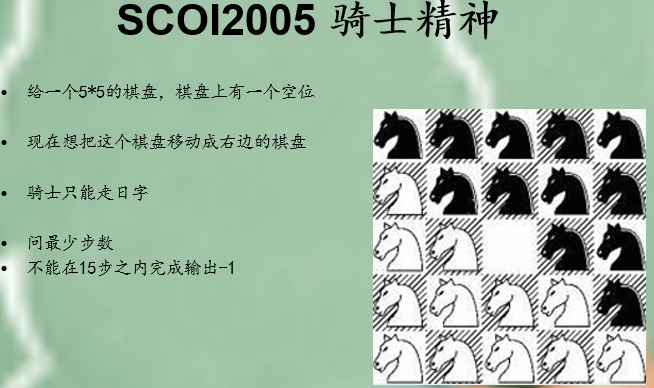 SCOI2005 骑士精神
• 给一个5*5的棋盘，棋盘上有一个空位
• 现在想把这个棋盘移动成右边的棋盘
• 骑士只能走日字
• 问最少步数
• 不能在15步之内完成输出-1